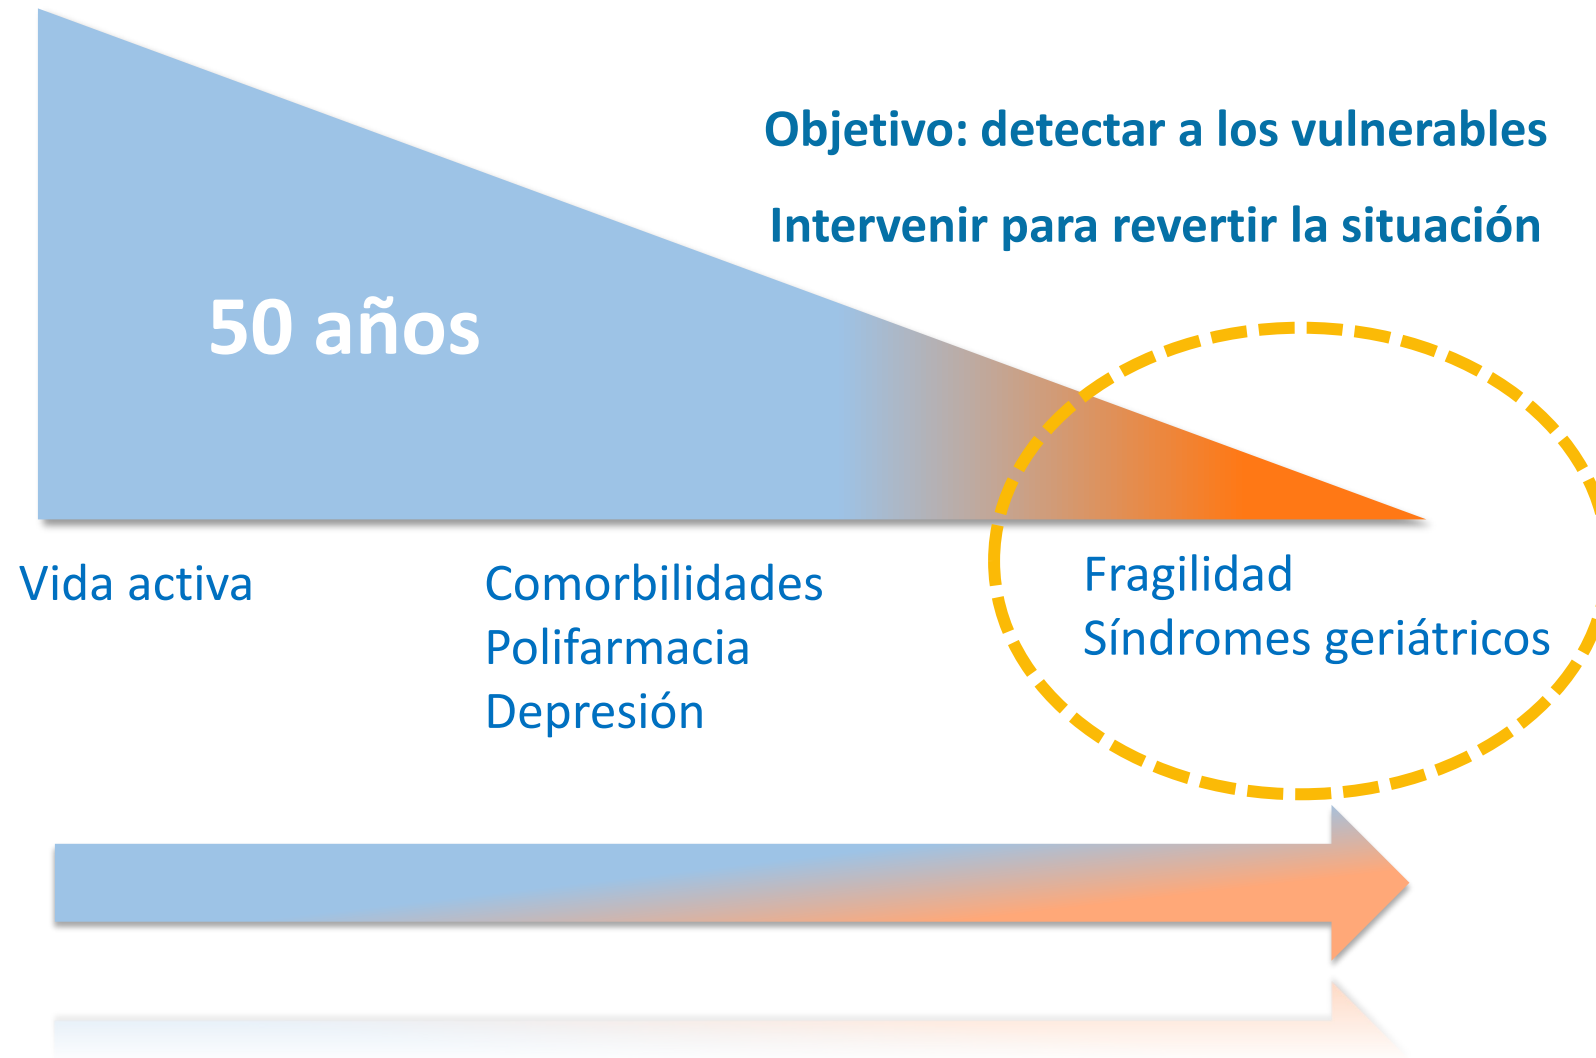 Objetivo: detectar a los vulnerables
Intervenir para revertir la situación
50 años
Vida activa
Comorbilidades
Polifarmacia
Depresión
Fragilidad
Síndromes geriátricos